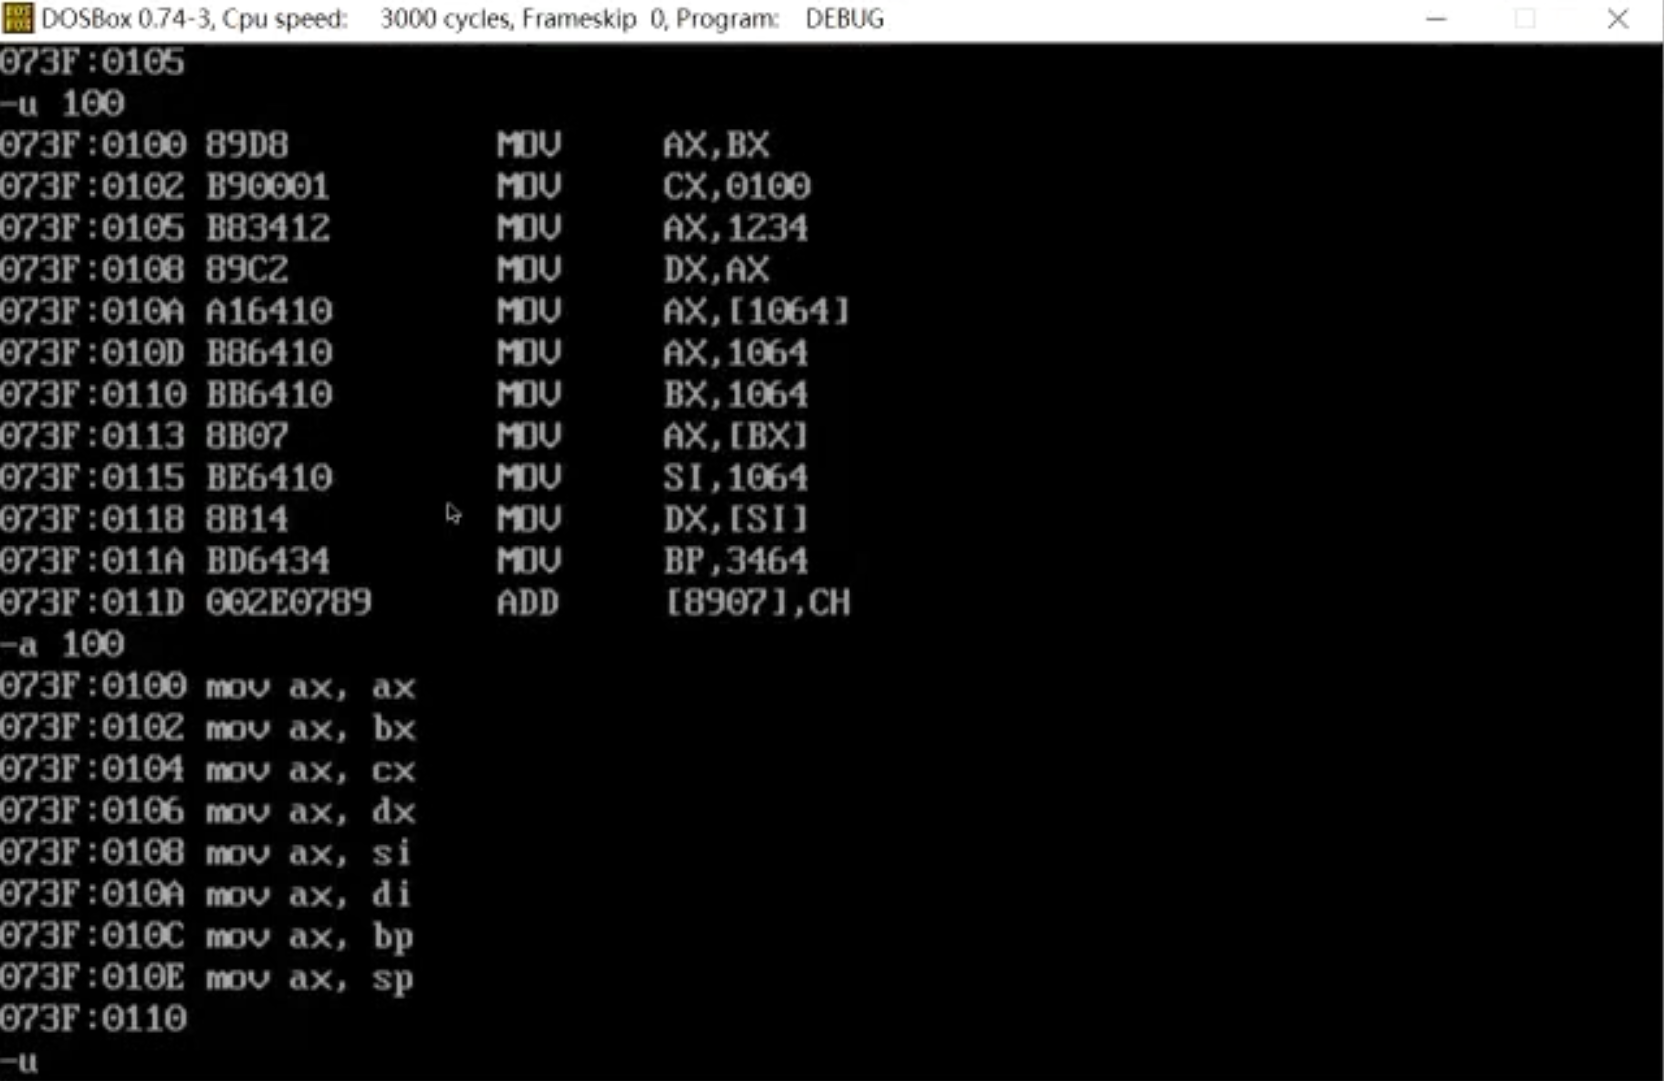 DOSBox 0.74-3, Cpu speed: 3000 cycles, Frameskip 0, Program: DEBUG
073F:0105
-u 100
073F:0100 89D8 MOV AX,BX
073F:0102 B90001 MOV CX,0100
073F:0105 B83412 MOV AX,1234
073F:0108 89C2 MOV DX,AX
073F:010A A16410 MOV AX,[1064]
073F:010D B86410 MOV AX,1064
073F:0110 BB6410 MOV BX,1064
073F:0113 8B07 MOV AX,[BX]
073F:0115 BE6410 MOV SI,1064
073F:0118 8B14 MOV DX,[SI]
073F:011A BD6434 MOV BP,3464
073F:011D 002E0789 ADD [8907],CH
-a 100
073F:0100 mov ax, ax
073F:0102 mov ax, bx
073F:0104 mov ax, cx
073F:0106 mov ax, dx
073F:0108 mov ax, si
073F:010A mov ax, di
073F:010C mov ax, bp
073F:010E mov ax, sp
073F:0110
-u